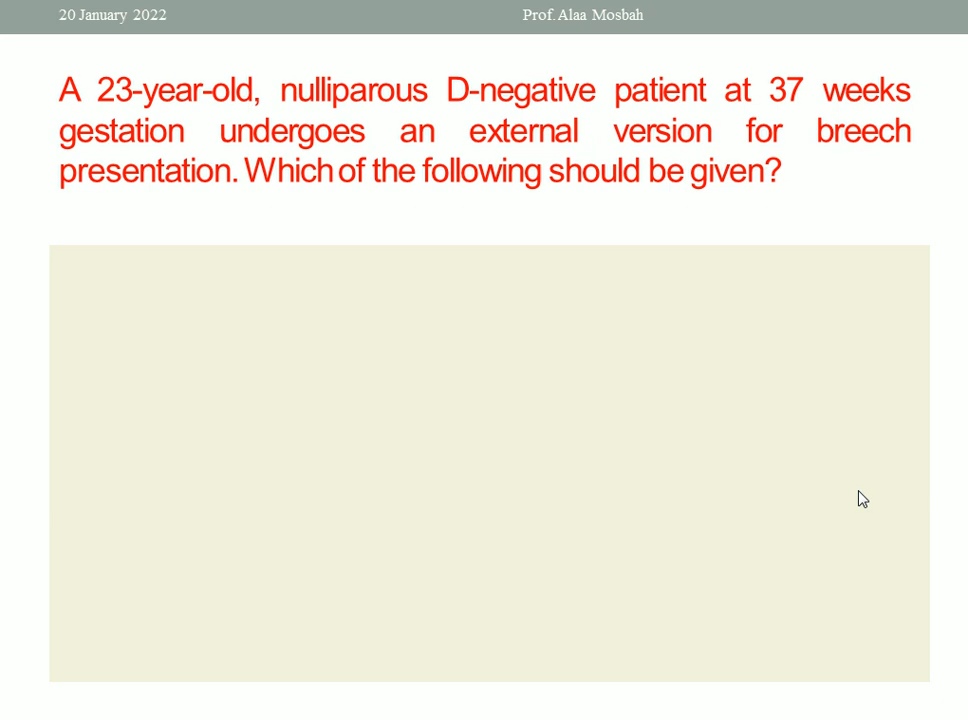 20 January 2022
Prof. Alaa Mosbah
A 23-year-old, nulliparous D-negative patient at 37 weeks
gestation undergoes an external version for breech
presentation. Which of the following should be given?